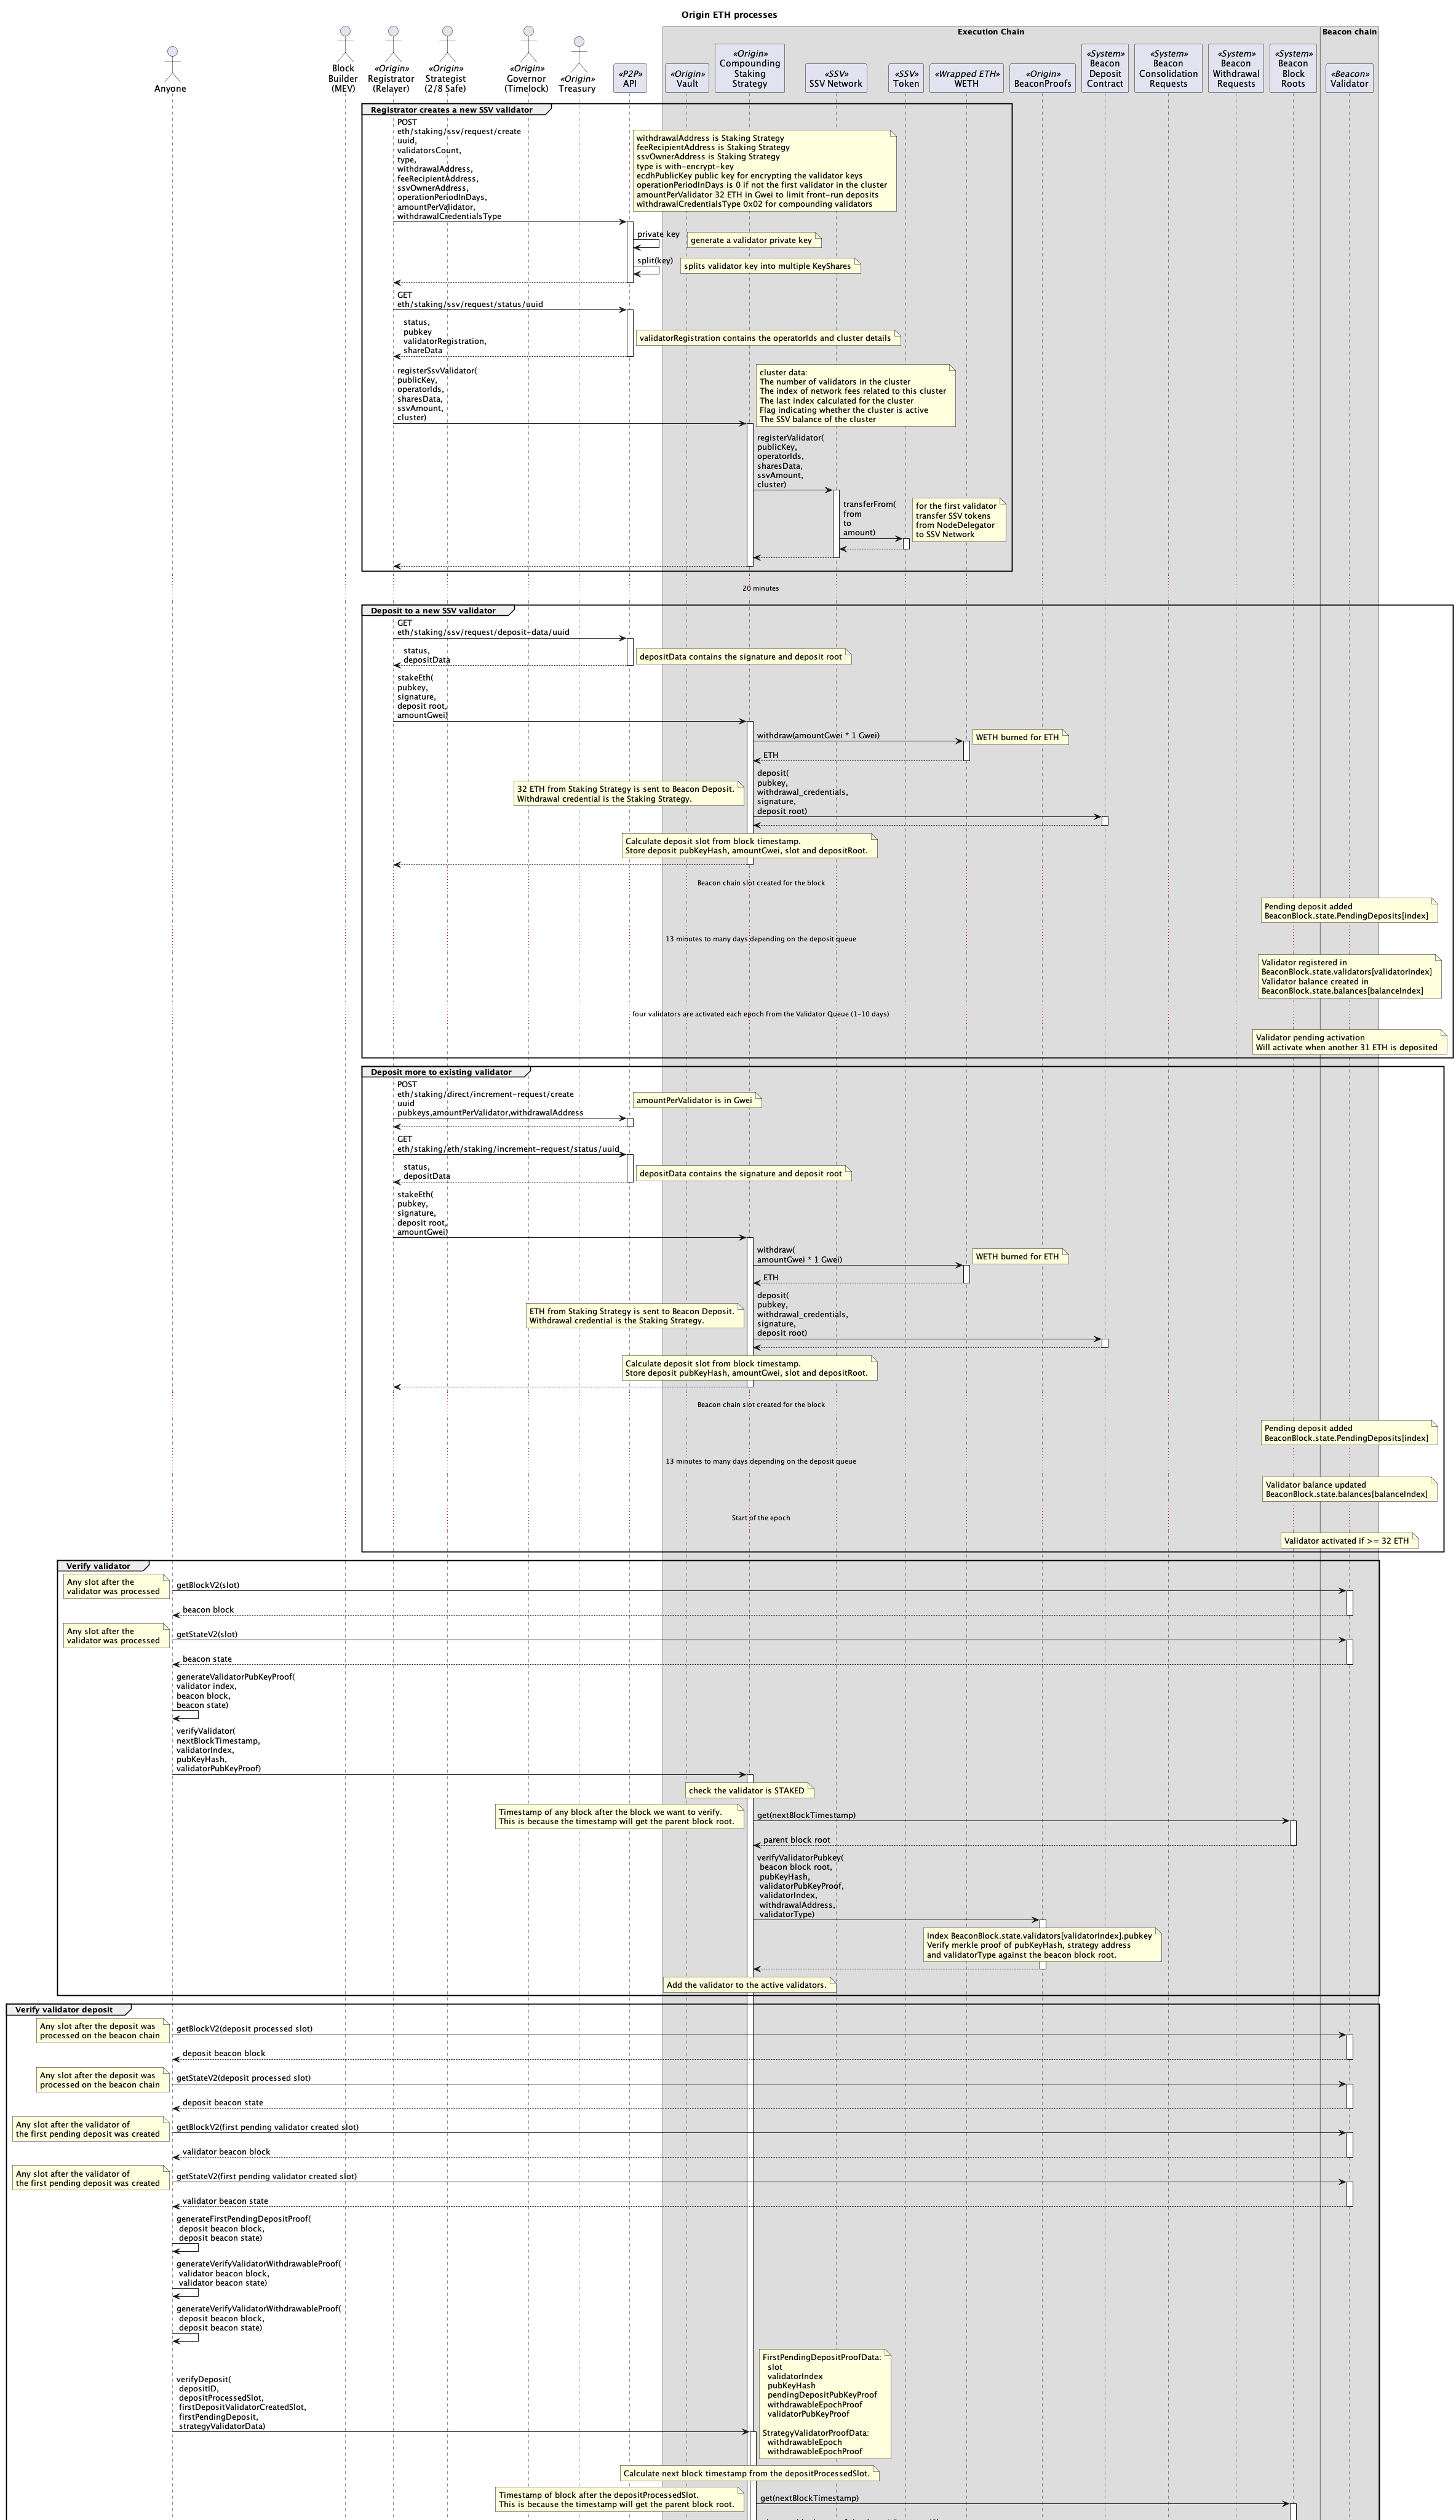 Origin ETH processes
Execution Chain
Beacon chain
Anyone
Block
Builder
(MEV)
«Origin»
Registrator
(Relayer)
«Origin»
Strategist
(2/8 Safe)
«Origin»
Governor
(Timelock)
«Origin»
Treasury
«P2P»
API
«Origin»
Vault
«Origin»
Compounding
Staking
Strategy
«SSV»
SSV Network
«SSV»
Token
«Wrapped ETH»
WETH
«Origin»
BeaconProofs
«System»
Beacon
Deposit
Contract
«System»
Beacon
Consolidation
Requests
«System»
Beacon
Withdrawal
Requests
«System»
Beacon
Block
Roots
«Beacon»
Validator
Registrator creates a new SSV validator
POST
eth/staking/ssv/request/create
uuid,
validatorsCount,
type,
withdrawalAddress,
feeRecipientAddress,
ssvOwnerAddress,
operationPeriodInDays,
amountPerValidator,
withdrawalCredentialsType
withdrawalAddress is Staking Strategy
feeRecipientAddress is Staking Strategy
ssvOwnerAddress is Staking Strategy
type is with-encrypt-key
ecdhPublicKey public key for encrypting the validator keys
operationPeriodInDays is 0 if not the first validator in the cluster
amountPerValidator 32 ETH in Gwei to limit front-run deposits
withdrawalCredentialsType 0x02 for compounding validators
private key
generate a validator private key
split(key)
splits validator key into multiple KeyShares
GET
eth/staking/ssv/request/status/uuid
status,
pubkey
validatorRegistration,
shareData
validatorRegistration contains the operatorIds and cluster details
registerSsvValidator(
publicKey,
operatorIds,
sharesData,
ssvAmount,
cluster)
cluster data:
The number of validators in the cluster
The index of network fees related to this cluster
The last index calculated for the cluster
Flag indicating whether the cluster is active
The SSV balance of the cluster
registerValidator(
publicKey,
operatorIds,
sharesData,
ssvAmount,
cluster)
transferFrom(
from
to
amount)
for the first validator
transfer SSV tokens
from NodeDelegator
to SSV Network
20 minutes
Deposit to a new SSV validator
GET
eth/staking/ssv/request/deposit-data/uuid
status,
depositData
depositData contains the signature and deposit root
stakeEth(
pubkey,
signature,
deposit root,
amountGwei)
withdraw(amountGwei * 1 Gwei)
WETH burned for ETH
ETH
32 ETH from Staking Strategy is sent to Beacon Deposit.
Withdrawal credential is the Staking Strategy.
deposit(
pubkey,
withdrawal_credentials,
signature,
deposit root)
Calculate deposit slot from block timestamp.
Store deposit pubKeyHash, amountGwei, slot and depositRoot.
Beacon chain slot created for the block
Pending deposit added
BeaconBlock.state.PendingDeposits[index]
13 minutes to many days depending on the deposit queue
Validator registered in
BeaconBlock.state.validators[validatorIndex]
Validator balance created in
BeaconBlock.state.balances[balanceIndex]
four validators are activated each epoch from the Validator Queue (1-10 days)
Validator pending activation
Will activate when another 31 ETH is deposited
Deposit more to existing validator
POST
eth/staking/direct/increment-request/create
uuid
pubkeys,amountPerValidator,withdrawalAddress
amountPerValidator is in Gwei
GET
eth/staking/eth/staking/increment-request/status/uuid
status,
depositData
depositData contains the signature and deposit root
stakeEth(
pubkey,
signature,
deposit root,
amountGwei)
withdraw(
amountGwei * 1 Gwei)
WETH burned for ETH
ETH
ETH from Staking Strategy is sent to Beacon Deposit.
Withdrawal credential is the Staking Strategy.
deposit(
pubkey,
withdrawal_credentials,
signature,
deposit root)
Calculate deposit slot from block timestamp.
Store deposit pubKeyHash, amountGwei, slot and depositRoot.
Beacon chain slot created for the block
Pending deposit added
BeaconBlock.state.PendingDeposits[index]
13 minutes to many days depending on the deposit queue
Validator balance updated
BeaconBlock.state.balances[balanceIndex]
Start of the epoch
Validator activated if >= 32 ETH
Verify validator
Any slot after the
validator was processed
getBlockV2(slot)
beacon block
Any slot after the
validator was processed
getStateV2(slot)
beacon state
generateValidatorPubKeyProof(
validator index,
beacon block,
beacon state)
verifyValidator(
nextBlockTimestamp,
validatorIndex,
pubKeyHash,
validatorPubKeyProof)
check the validator is STAKED
Timestamp of any block after the block we want to verify.
This is because the timestamp will get the parent block root.
get(nextBlockTimestamp)
parent block root
verifyValidatorPubkey(
beacon block root,
pubKeyHash,
validatorPubKeyProof,
validatorIndex,
withdrawalAddress,
validatorType)
Index BeaconBlock.state.validators[validatorIndex].pubkey
Verify merkle proof of pubKeyHash, strategy address
and validatorType against the beacon block root.
Add the validator to the active validators.
Verify validator deposit
Any slot after the deposit was
processed on the beacon chain
getBlockV2(deposit processed slot)
deposit beacon block
Any slot after the deposit was
processed on the beacon chain
getStateV2(deposit processed slot)
deposit beacon state
Any slot after the validator of
the first pending deposit was created
getBlockV2(first pending validator created slot)
validator beacon block
Any slot after the validator of
the first pending deposit was created
getStateV2(first pending validator created slot)
validator beacon state
generateFirstPendingDepositProof(
deposit beacon block,
deposit beacon state)
generateVerifyValidatorWithdrawableProof(
validator beacon block,
validator beacon state)
generateVerifyValidatorWithdrawableProof(
deposit beacon block,
deposit beacon state)
verifyDeposit(
depositID,
depositProcessedSlot,
firstDepositValidatorCreatedSlot,
firstPendingDeposit,
strategyValidatorData)
FirstPendingDepositProofData:
slot
validatorIndex
pubKeyHash
pendingDepositPubKeyProof
withdrawableEpochProof
validatorPubKeyProof
StrategyValidatorProofData:
withdrawableEpoch
withdrawableEpochProof
Calculate next block timestamp from the depositProcessedSlot.
Timestamp of block after the depositProcessedSlot.
This is because the timestamp will get the parent block root.
get(nextBlockTimestamp)